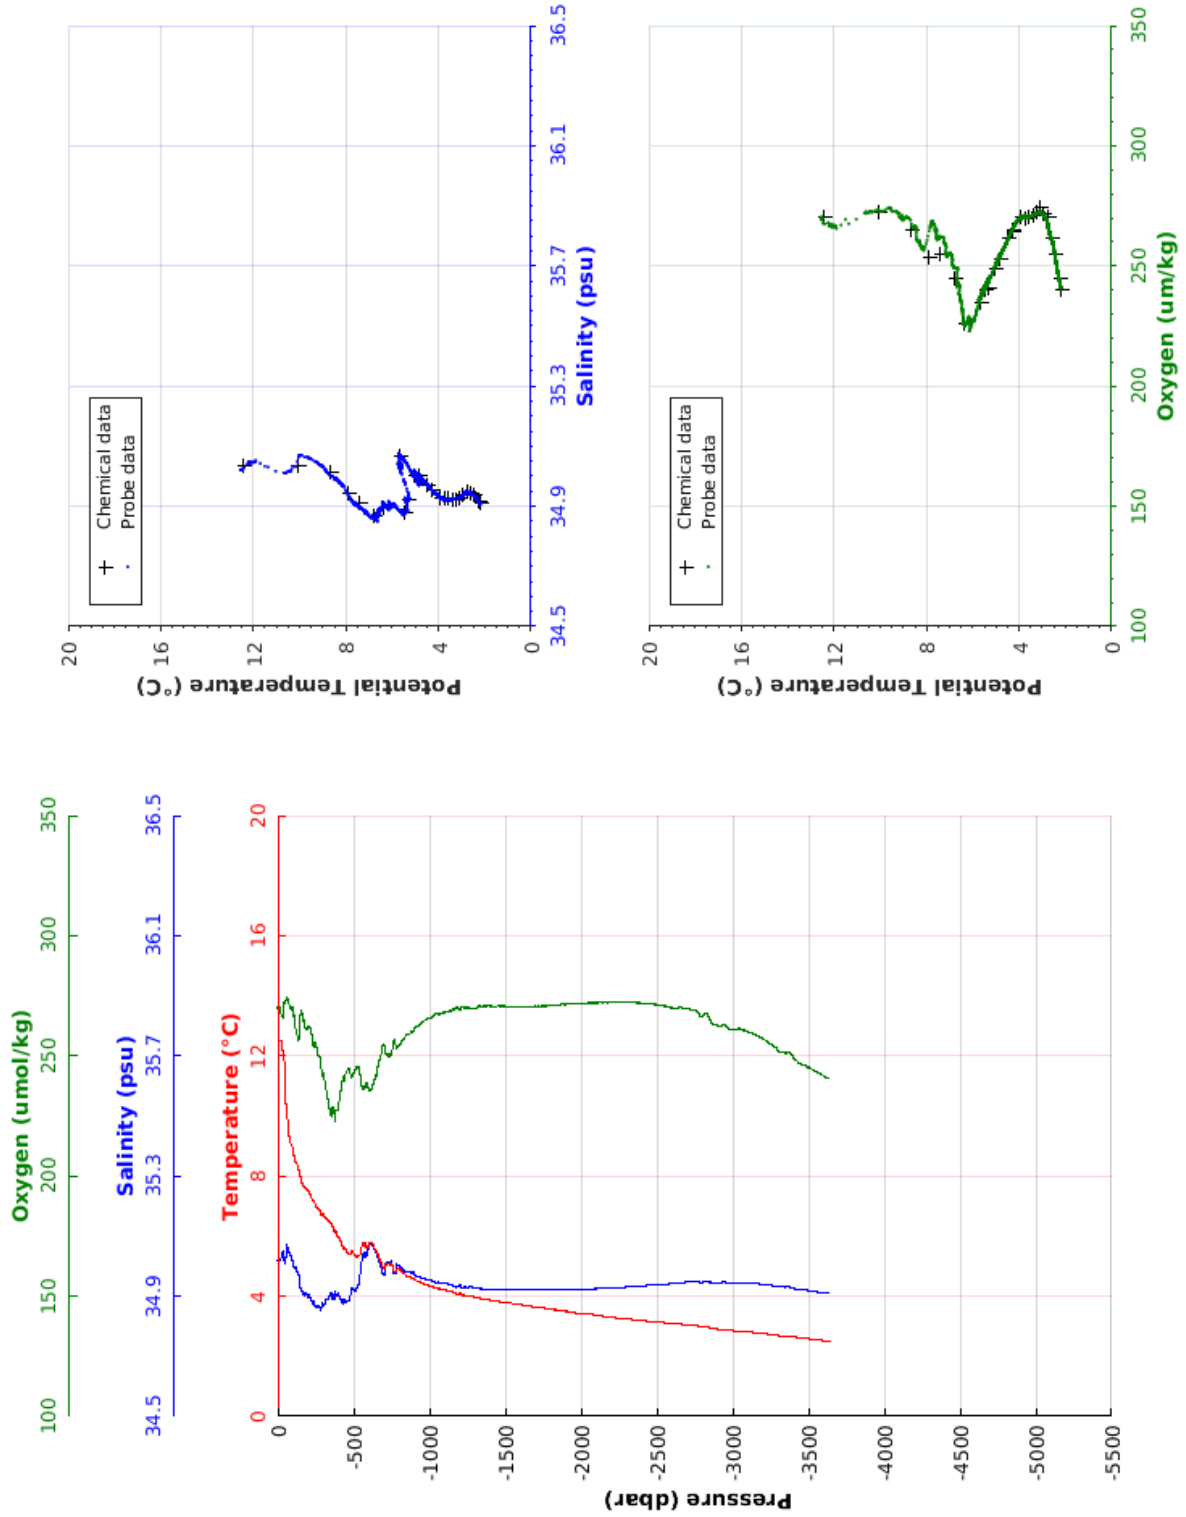 Oxygen (umol/kg)
100 150 200 250 300 350
Salinity (psu)
34.5 34.9 35.3 35.7 36.1 36.5
Temperature (°C)
0 4 8 12 16 20
0
-500
-1000
-1500
-2000
-2500
-3000
-3500
-4000
-4500
-5000
-5500
Pressure (dbar)
20
16
12
8
4
0
Potential Temperature (°C)
Chemical data
Probe data
34.5 34.9 35.3 35.7 36.1 36.5
Salinity (psu)
20
16
12
8
4
0
Potential Temperature (°C)
Chemical data
Probe data
100 150 200 250 300 350
Oxygen (um/kg)